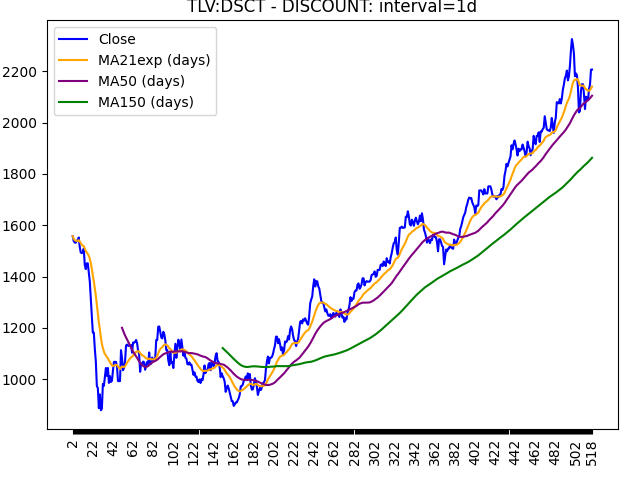 TLV:DSCT - DISCOUNT: interval=1d
Close
MA21exp (days)
MA50 (days)
MA150 (days)
2200
2000
1800
1600
1400
1200
1000
2 22 42 62 82 102 122 142 162 182 202 222 242 262 282 302 322 342 362 382 402 422 442 462 482 502 518